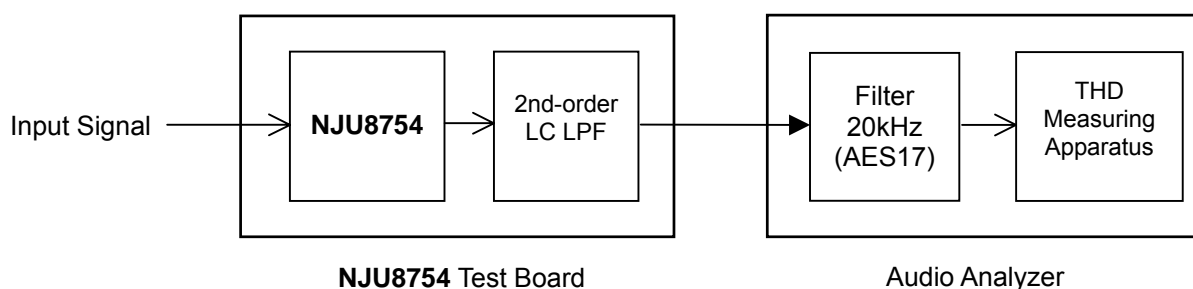 Input Signal
NJU8754
2nd-order
LC LPF
Filter
20kHz
(AES17)
THD
Measuring
Apparatus
NJU8754 Test Board
Audio Analyzer